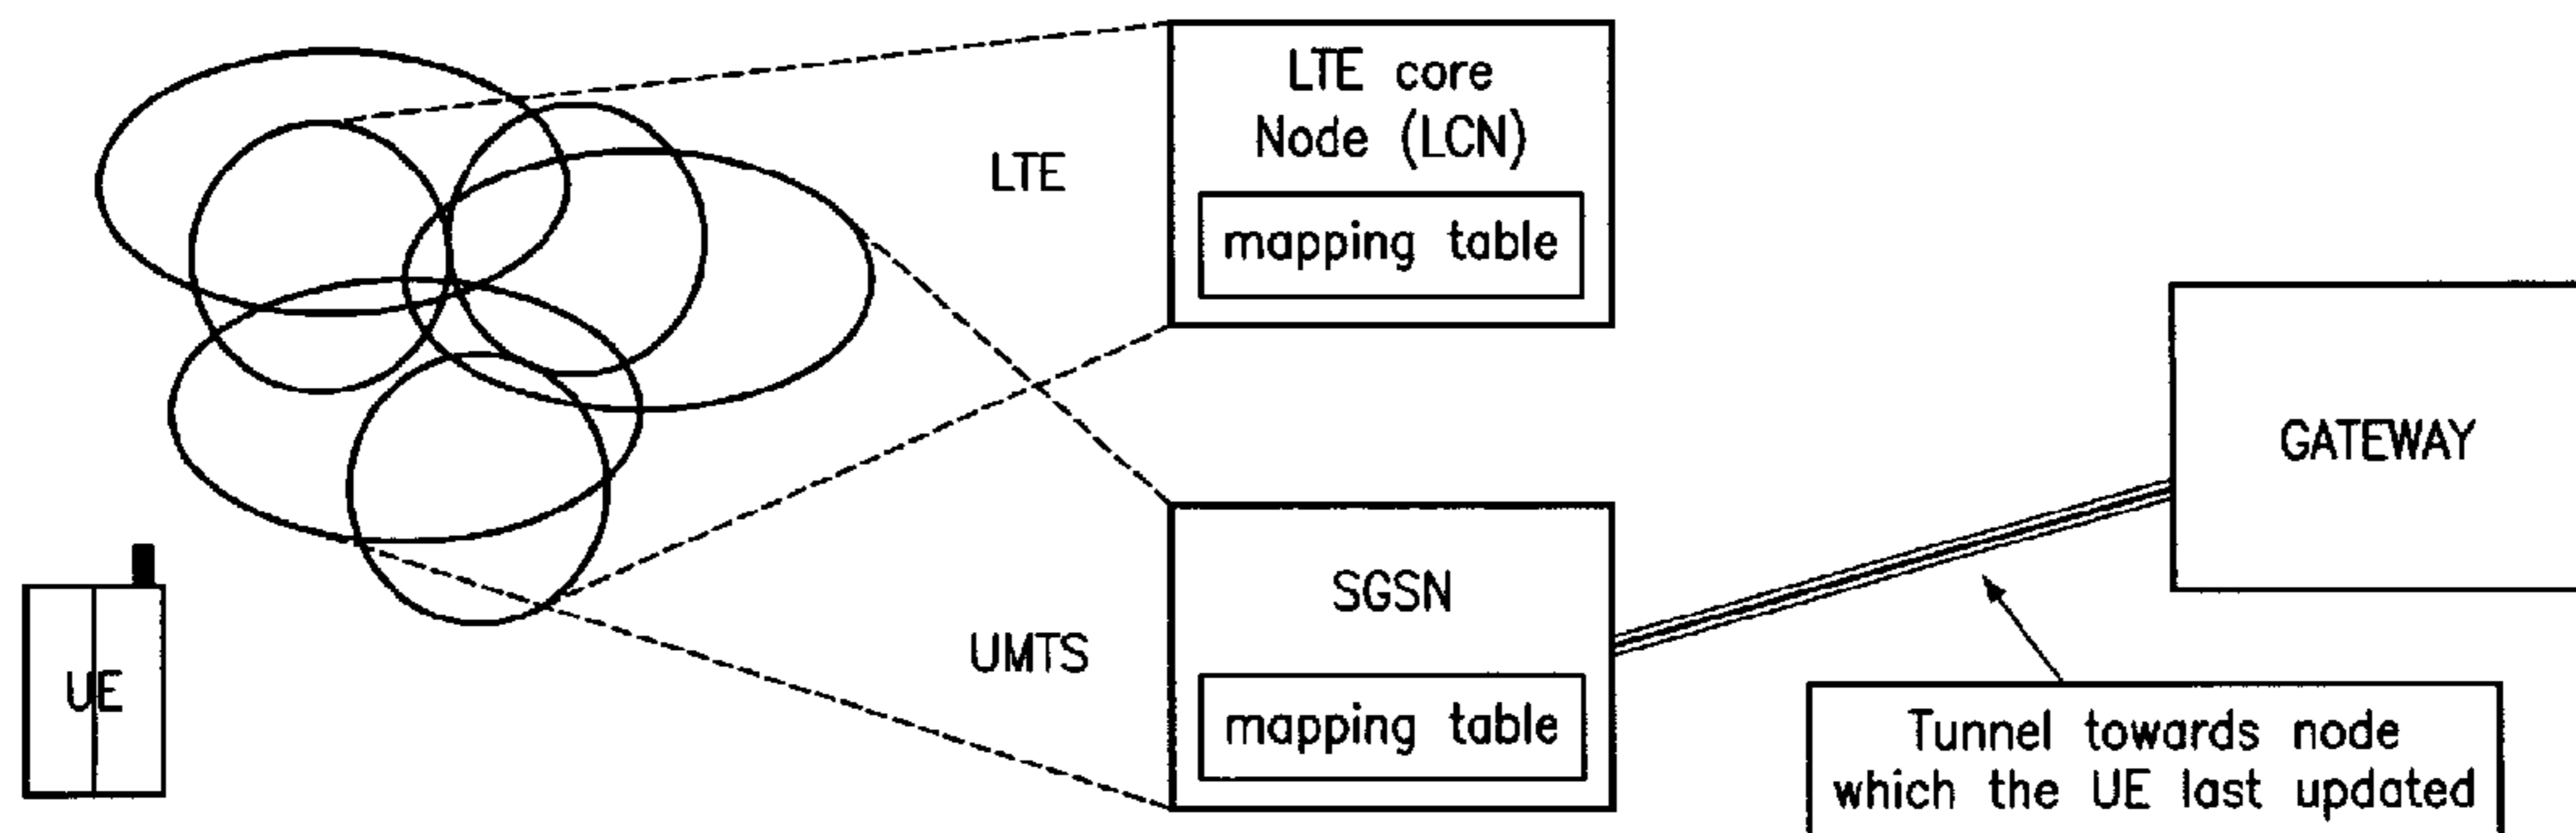 LTE core
Node (LCN)
mapping table
LTE
GATEWAY
SGSN
mapping table
UMTS
UE
Tunnel towards node
which the UE last updated